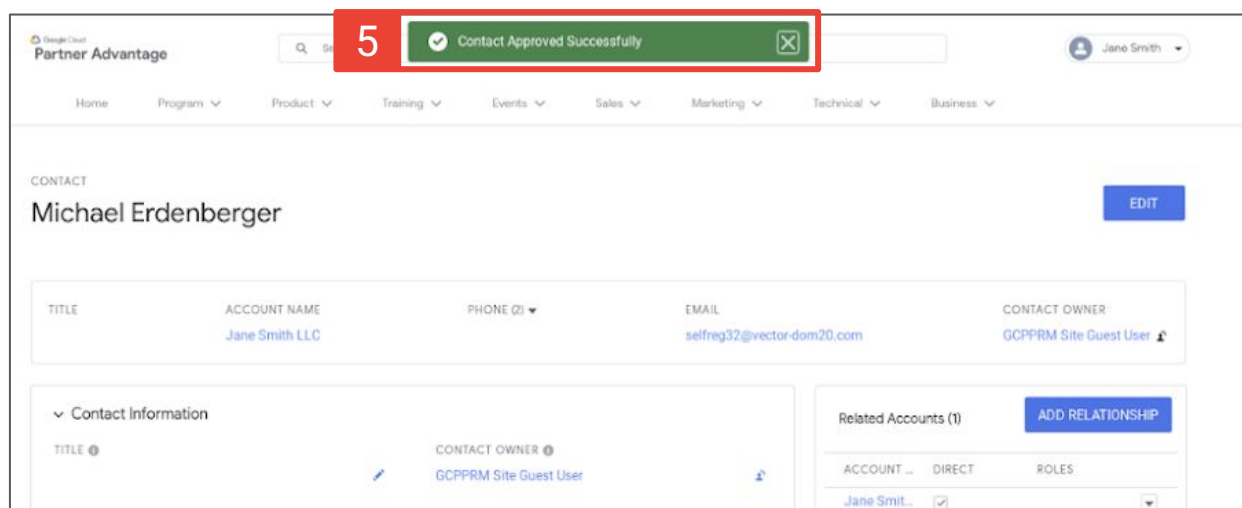 Google Cloud
Partner Advantage
Se
5
Contact Approved Successfully
Jane Smith
Home Program Product Training Events Sales Marketing Technical Business
CONTACT
Michael Erdenberger
EDIT
TITLE ACCOUNT NAME PHONE (2) EMAIL CONTACT OWNER
Jane Smith LLC selfreg32@vector-dom20.com GCPPRM Site Guest User
Contact Information
TITLE CONTACT OWNER
GCPPRM Site Guest User
Related Accounts (1) ADD RELATIONSHIP
ACCOUNT ... DIRECT ROLES
Jane Smit...